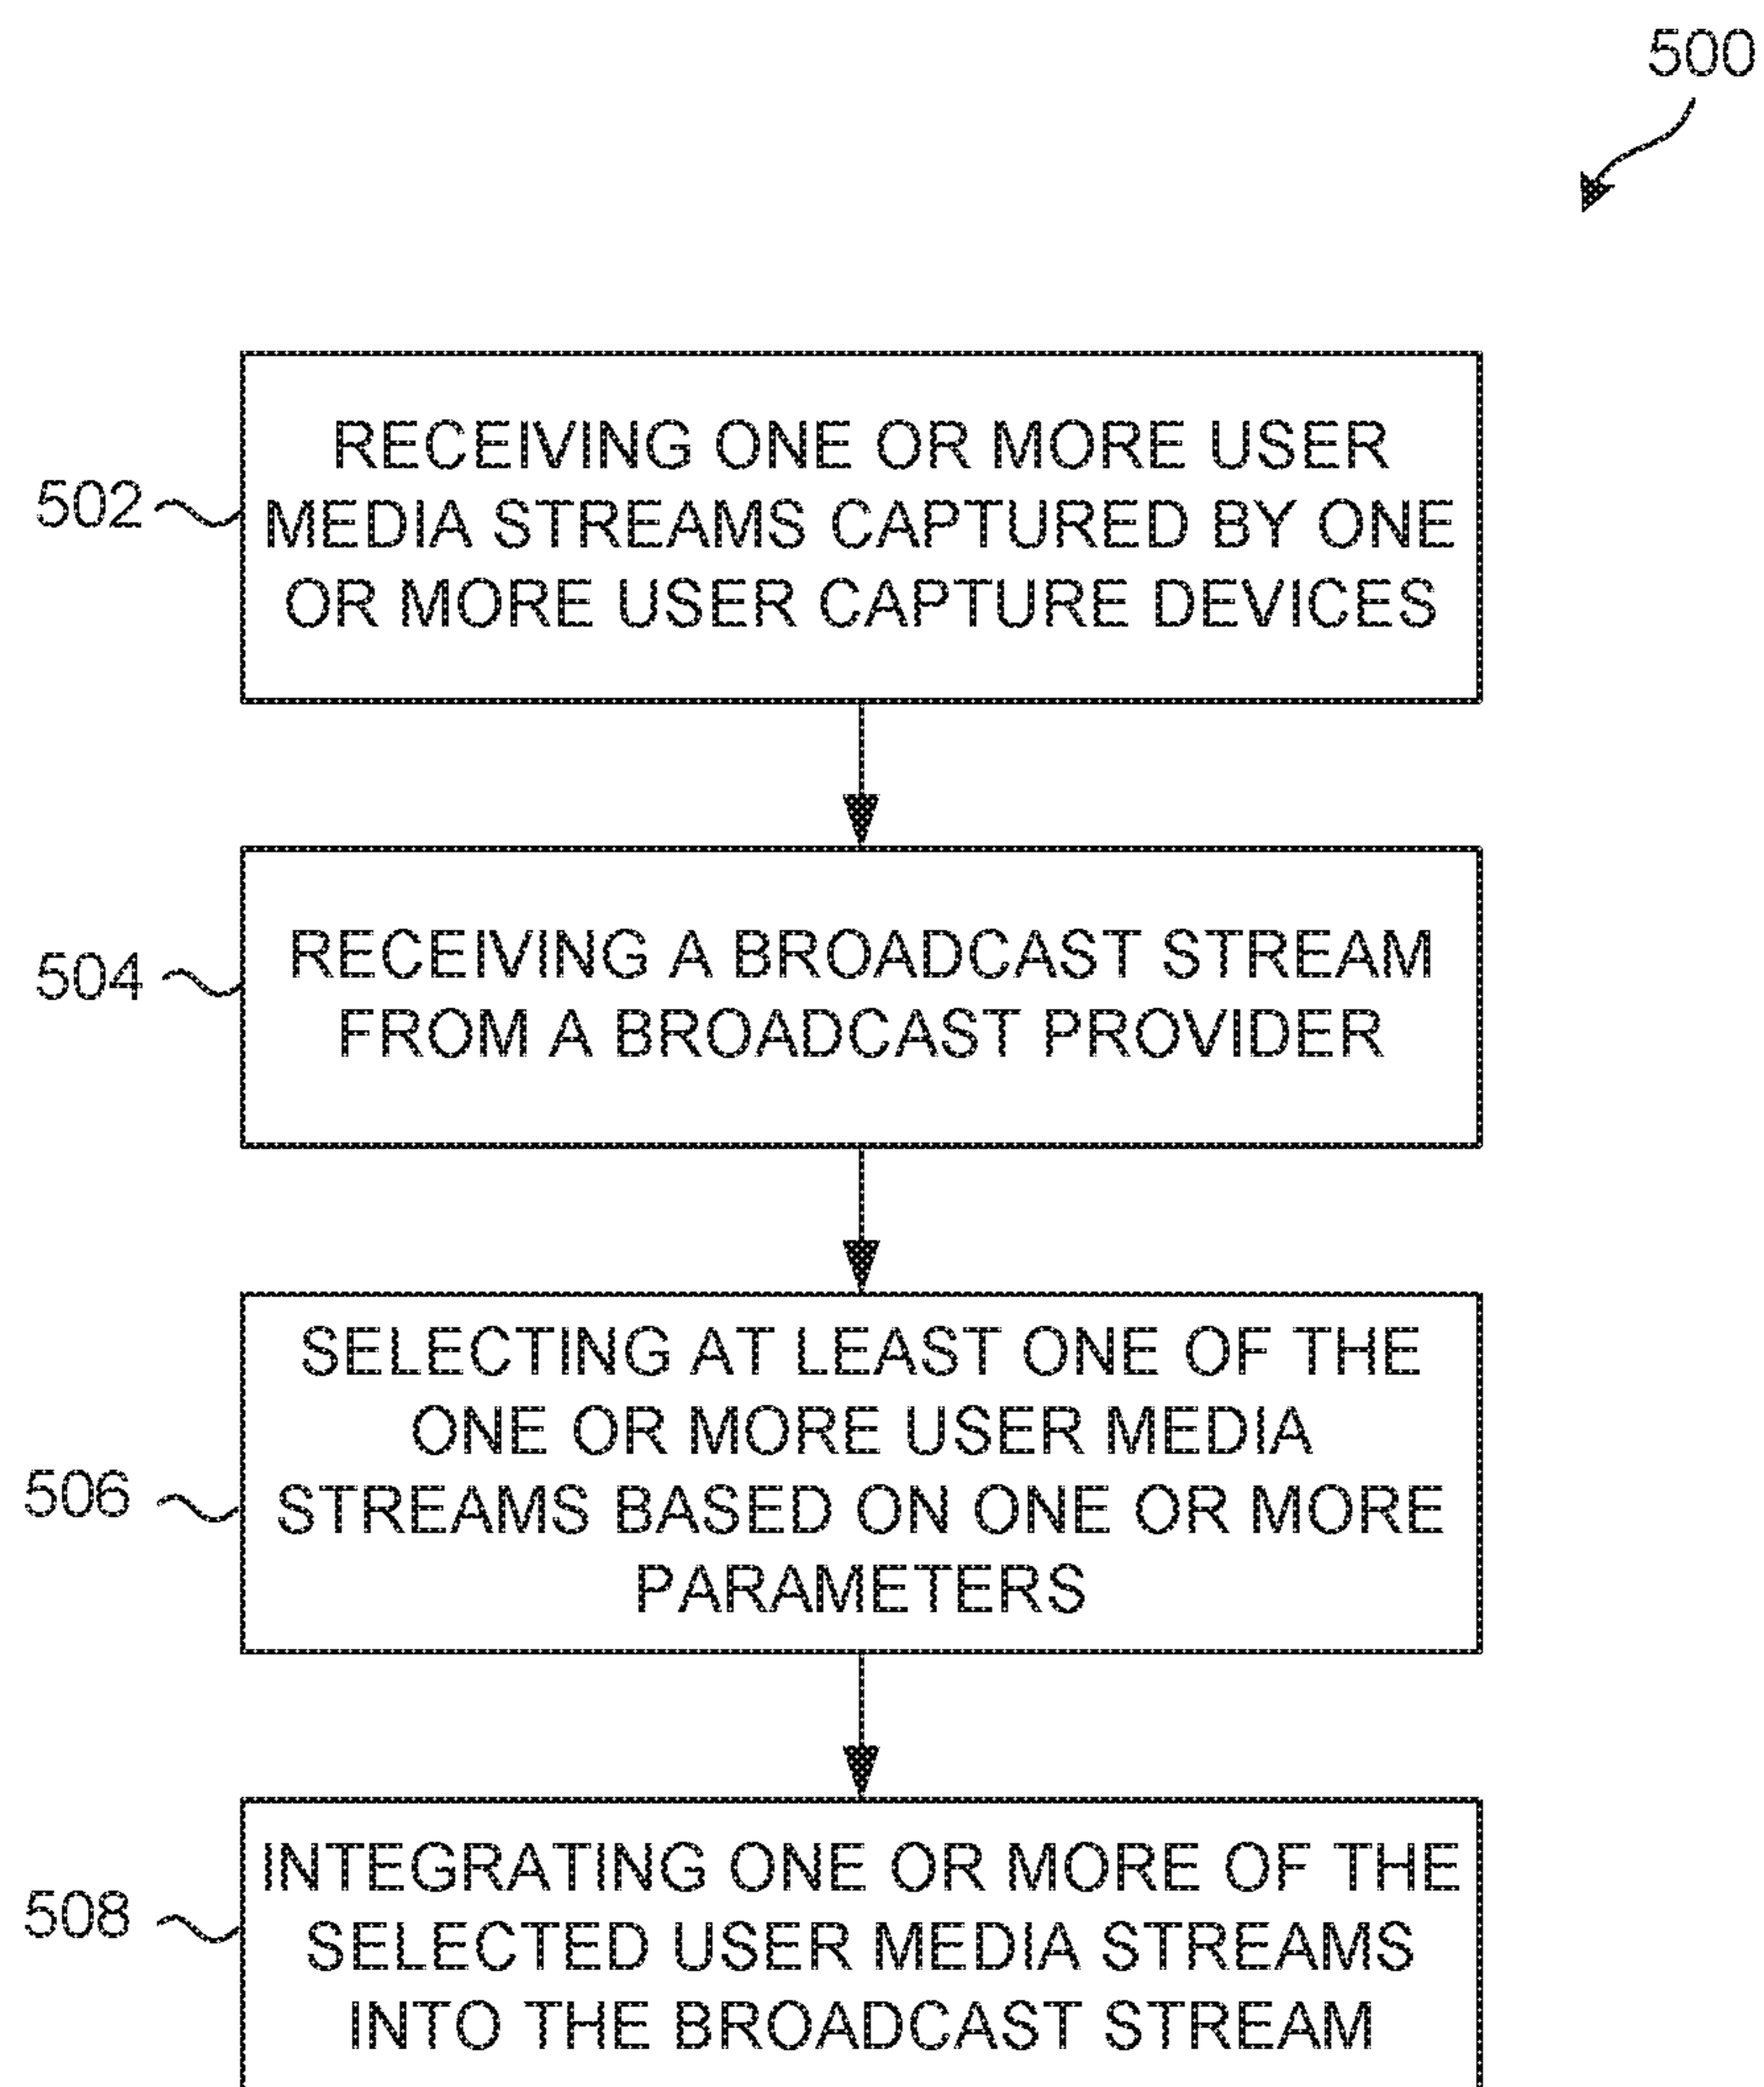 500
502
RECEIVING ONE OR MORE USER
MEDIA STREAMS CAPTURED BY ONE
OR MORE USER CAPTURE DEVICES
504
RECEIVING A BROADCAST STREAM
FROM A BROADCAST PROVIDER
506
SELECTING AT LEAST ONE OF THE
ONE OR MORE USER MEDIA
STREAMS BASED ON ONE OR MORE
PARAMETERS
508
INTEGRATING ONE OR MORE OF THE
SELECTED USER MEDIA STREAMS
INTO THE BROADCAST STREAM